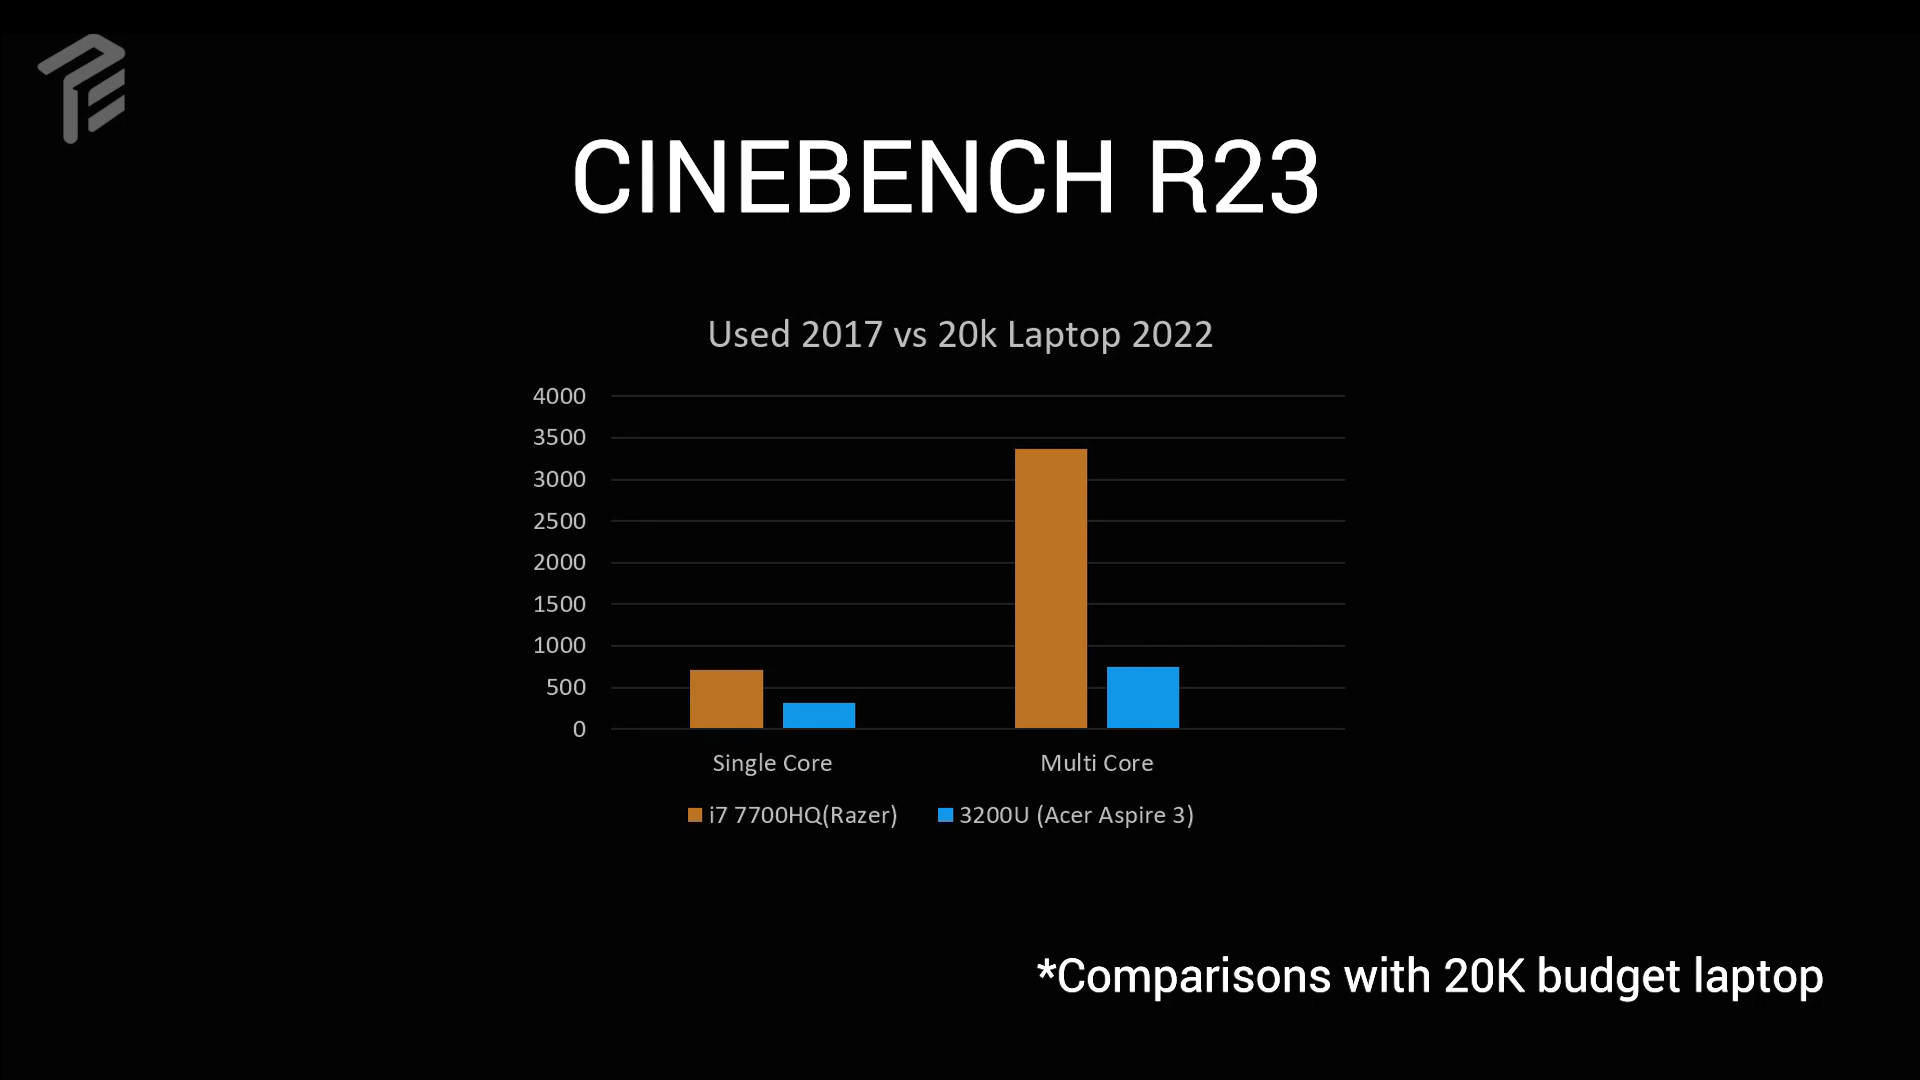 CINEBENCH R23
Used 2017 vs 20k Laptop 2022
4000
3500
3000
2500
2000
1500
1000
500
0
Single Core
Multi Core
i7 7700HQ(Razer)
3200U (Acer Aspire 3)
*Comparisons with 20K budget laptop